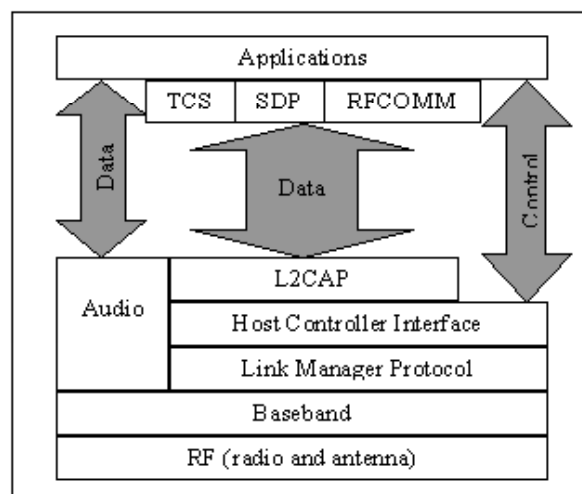 Applications
TCS SDP RFCOMM
Data
Data
Control
L2CAP
Audio
Host Controller Interface
Link Manager Protocol
Baseband
RF (radio and antenna)